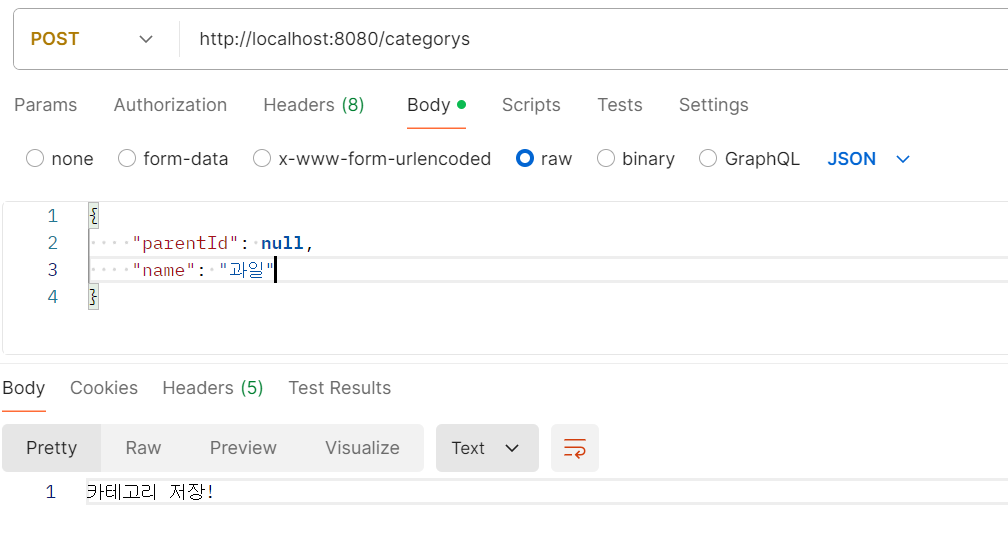 POST http://localhost:8080/categorys
Params Authorization Headers (8) Body Scripts Tests Settings
none form-data x-www-form-urlencoded raw binary GraphQL JSON
1 {
2 "parentId": null,
3 "name": "과일"
4 }
Body Cookies Headers (5) Test Results
Pretty Raw Preview Visualize Text
1 카테고리 저장!